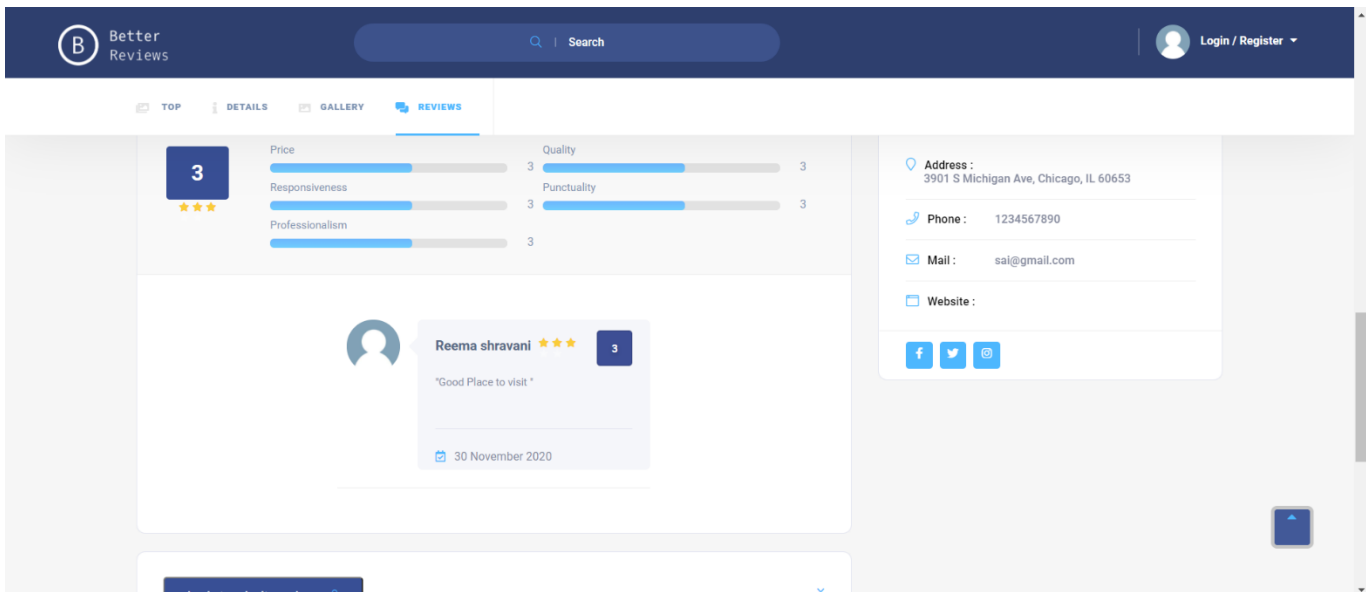 B
Better
Reviews
Search
Login / Register
TOP
DETAILS
GALLERY
REVIEWS
3
Price
3
Quality
3
Responsiveness
3
Punctuality
3
Professionalism
3
Reema shravani
3
"Good Place to visit "
30 November 2020
Address :
3901 S Michigan Ave, Chicago, IL 60653
Phone : 1234567890
Mail : sai@gmail.com
Website :